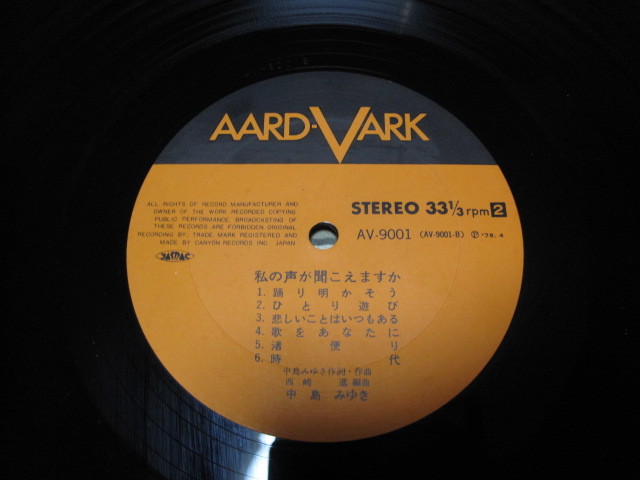 AARD-VARK
ALL RIGHTS OF RECORD MANUFACTURER AND
OWNER OF THE WORK RECORDED COPYING
PUBLIC PERFORMANCE BROADCASTING OF
THESE RECORDS ARE FORBIDDEN ORIGINAL
RECORDING BY, TRADE MARK REGISTERED AND
MADE BY CANYON RECORDS INC. JAPAN
JASRAC
STEREO 33 1/3 rpm 2
AV-9001 (AV-9001-B) Ⓟ '76.4
私の声が聞こえますか
1. 踊り明かそう
2. ひとり遊び
3. 悲しいことはいつもある
4. 歌をあなたに
5. 渚便り
6. 時代
中島みゆき作詞・作曲
西崎 進編曲
中島 みゆき